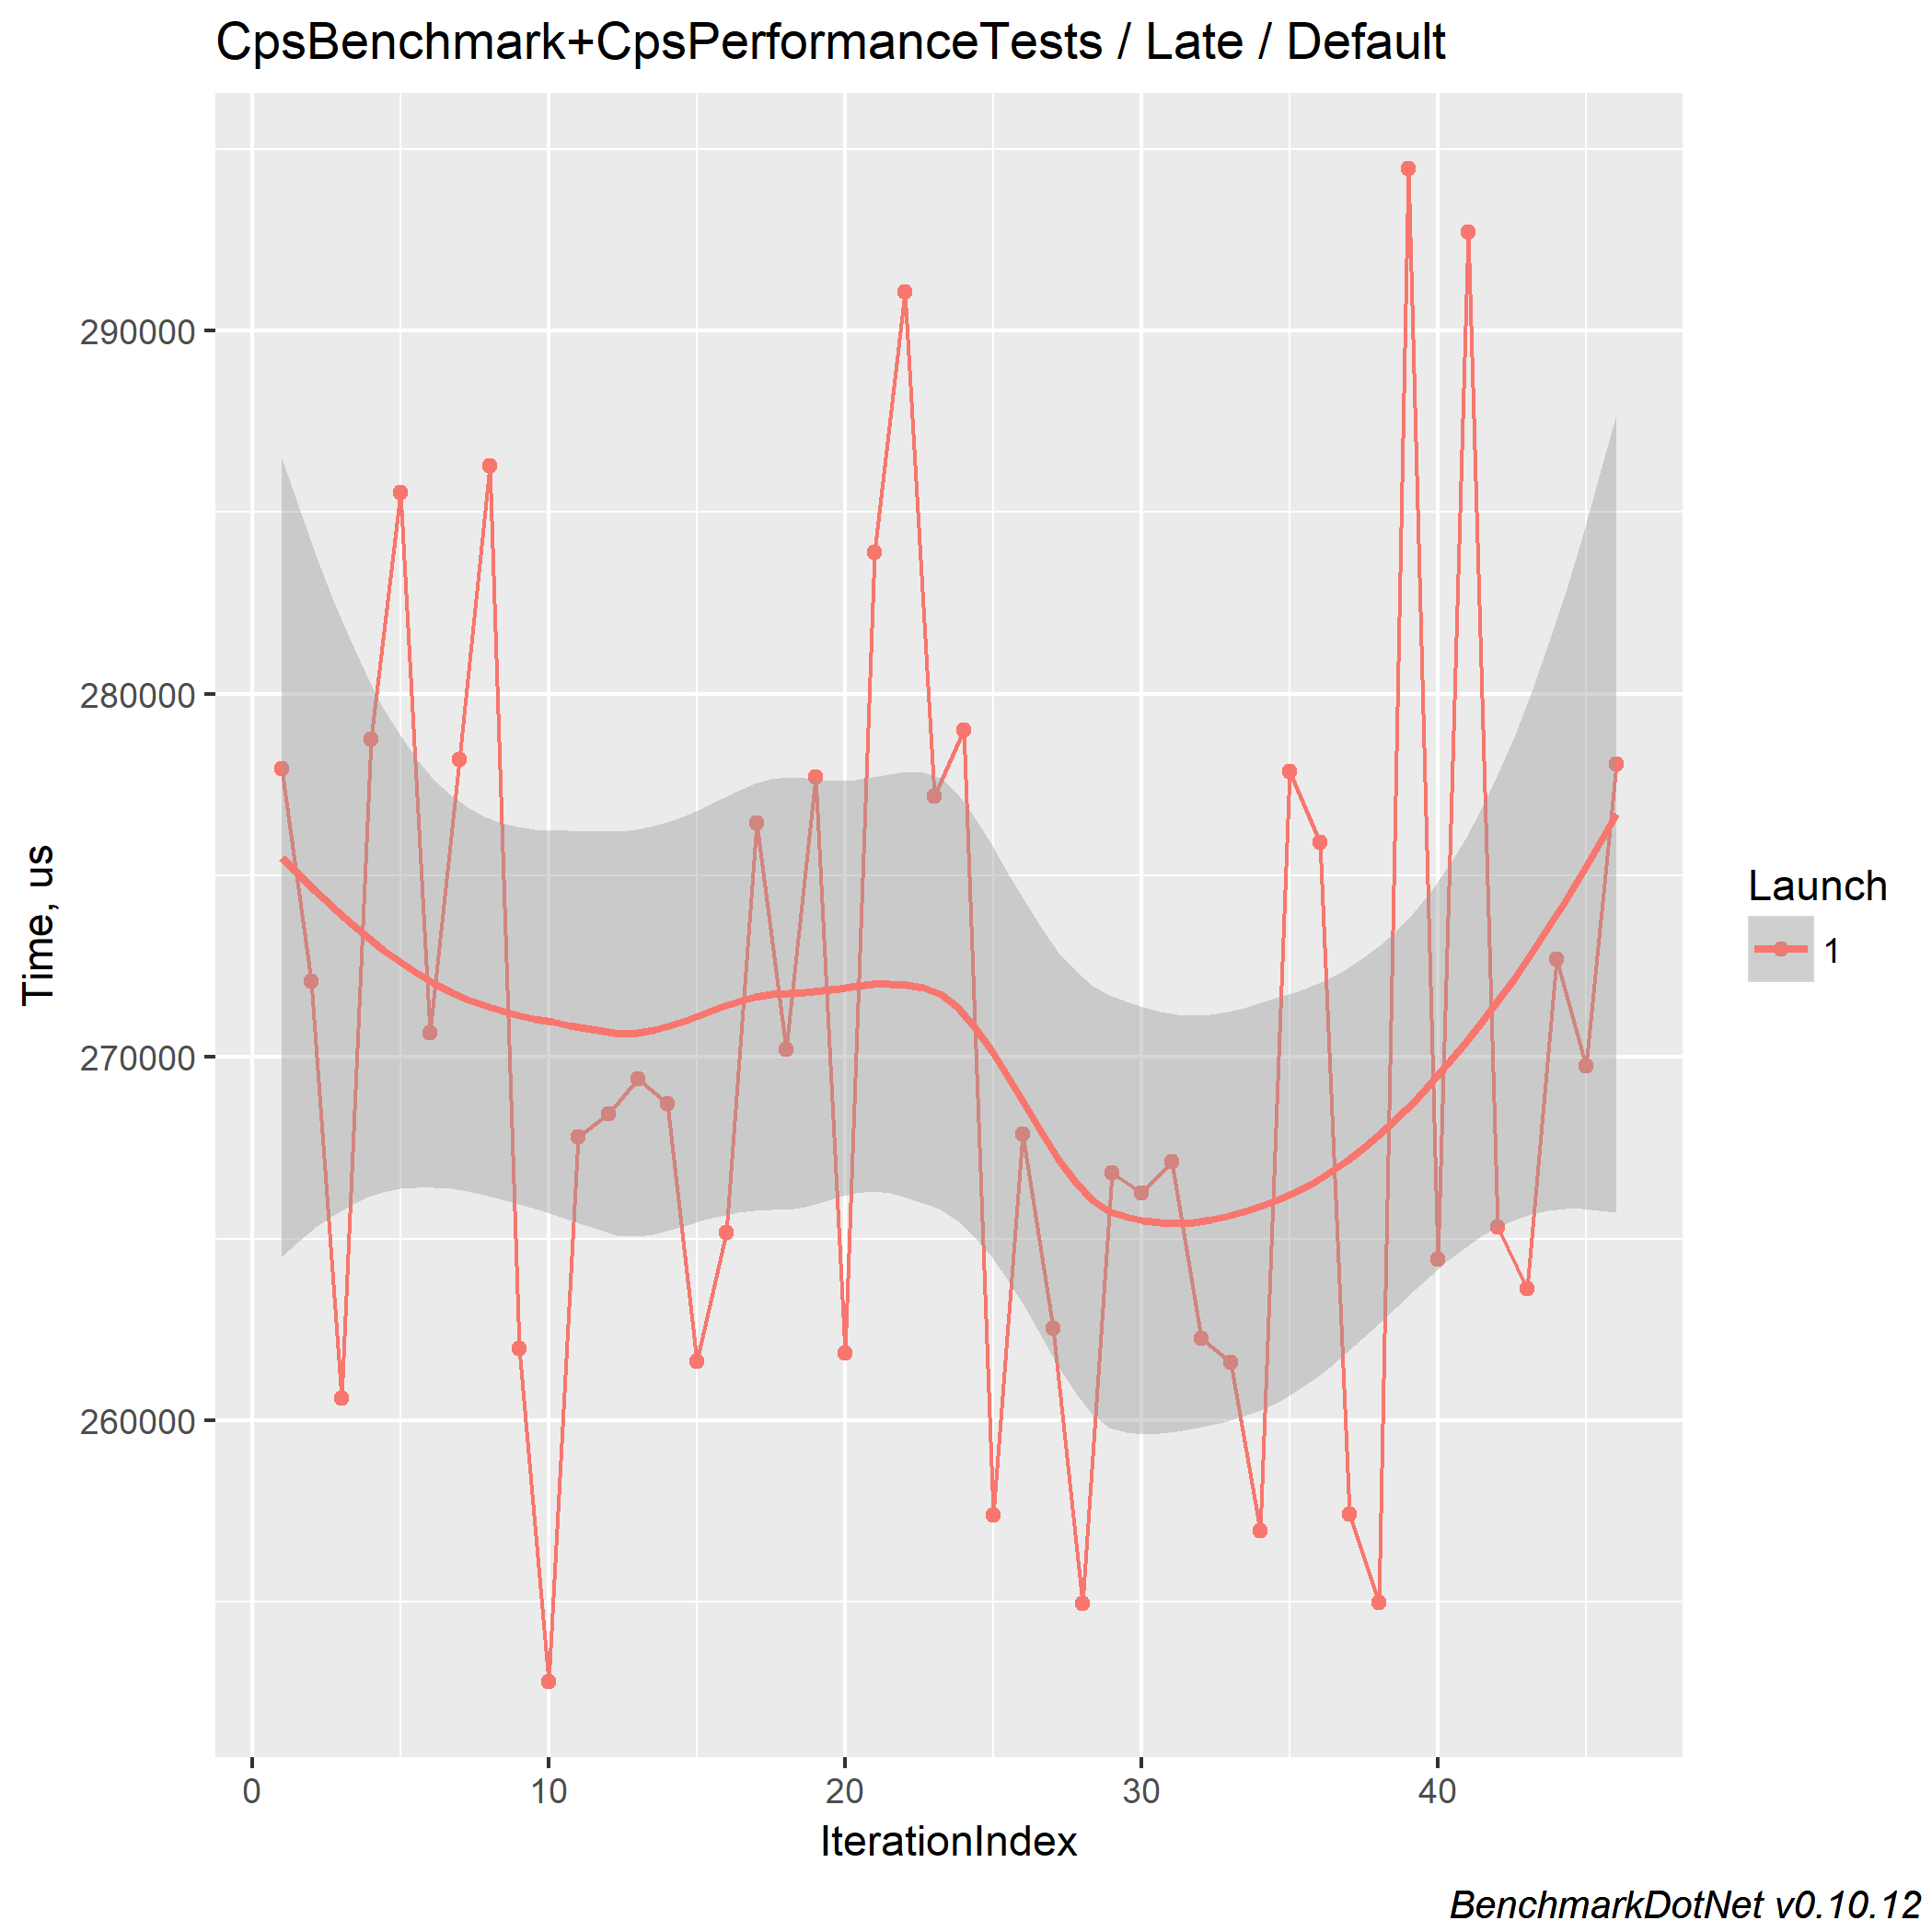 CpsBenchmark+CpsPerformanceTests / Late / Default
Time, us
290000
280000
270000
260000
0 10 20 30 40
IterationIndex
Launch
1
BenchmarkDotNet v0.10.12